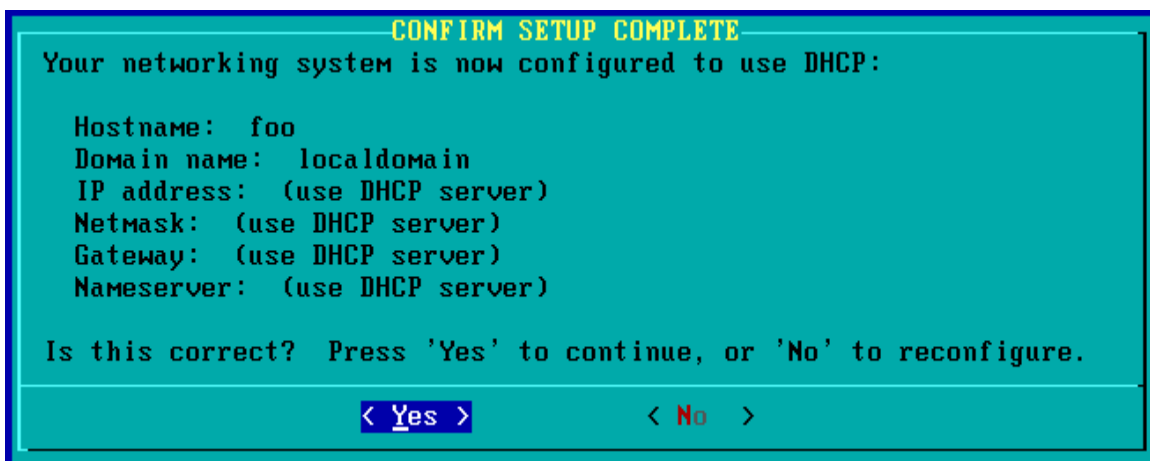 CONFIRM SETUP COMPLETE
Your networking system is now configured to use DHCP:
Hostname: foo
Domain name: localdomain
IP address: (use DHCP server)
Netmask: (use DHCP server)
Gateway: (use DHCP server)
Nameserver: (use DHCP server)
Is this correct? Press 'Yes' to continue, or 'No' to reconfigure.
< Yes > < No >